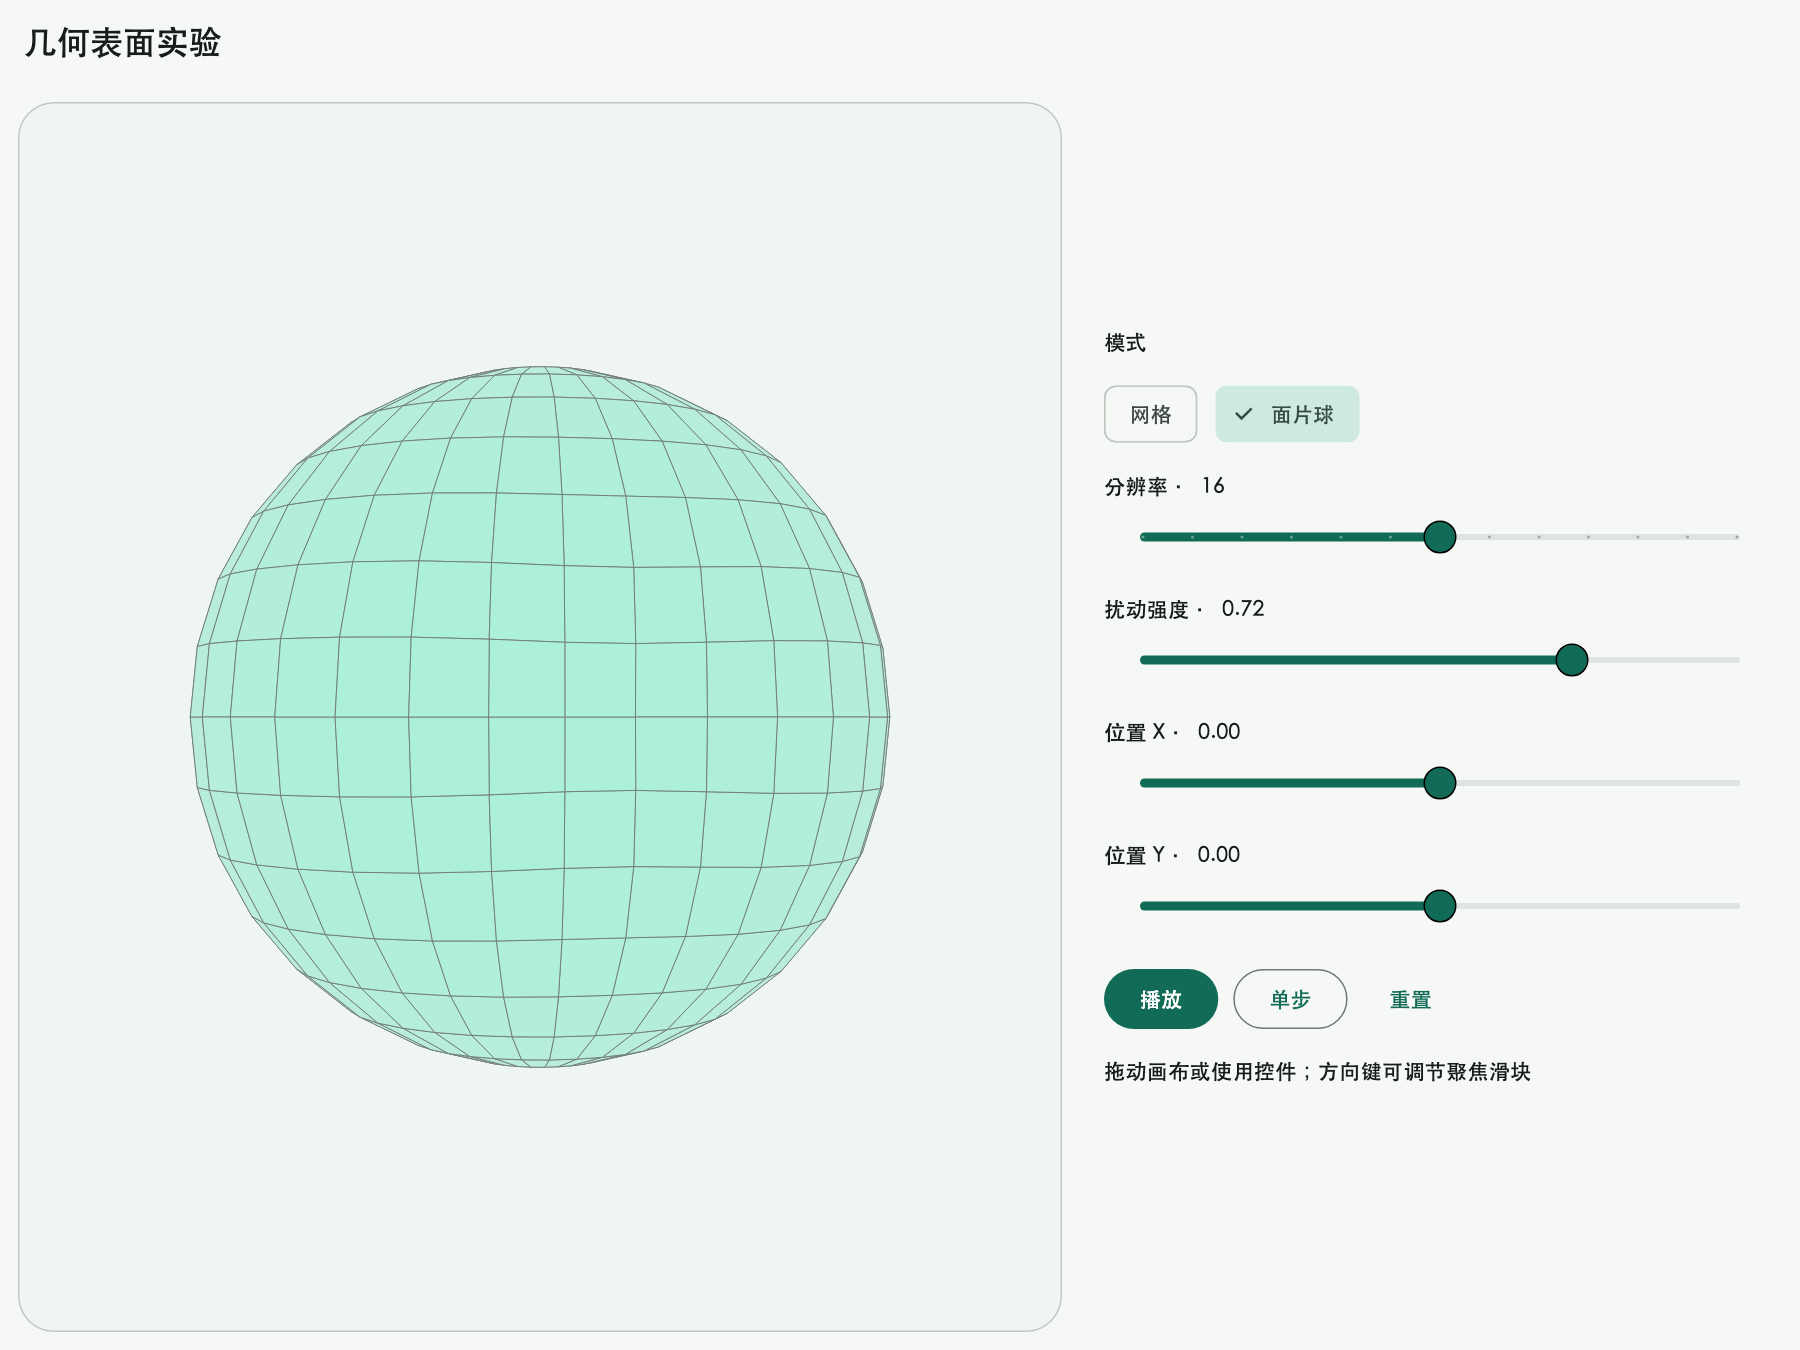 几何表面实验
模式
网格
面片球
分辨率 · 16
扰动强度 · 0.72
位置 X · 0.00
位置 Y · 0.00
播放
单步
重置
拖动画布或使用控件；方向键可调节聚焦滑块